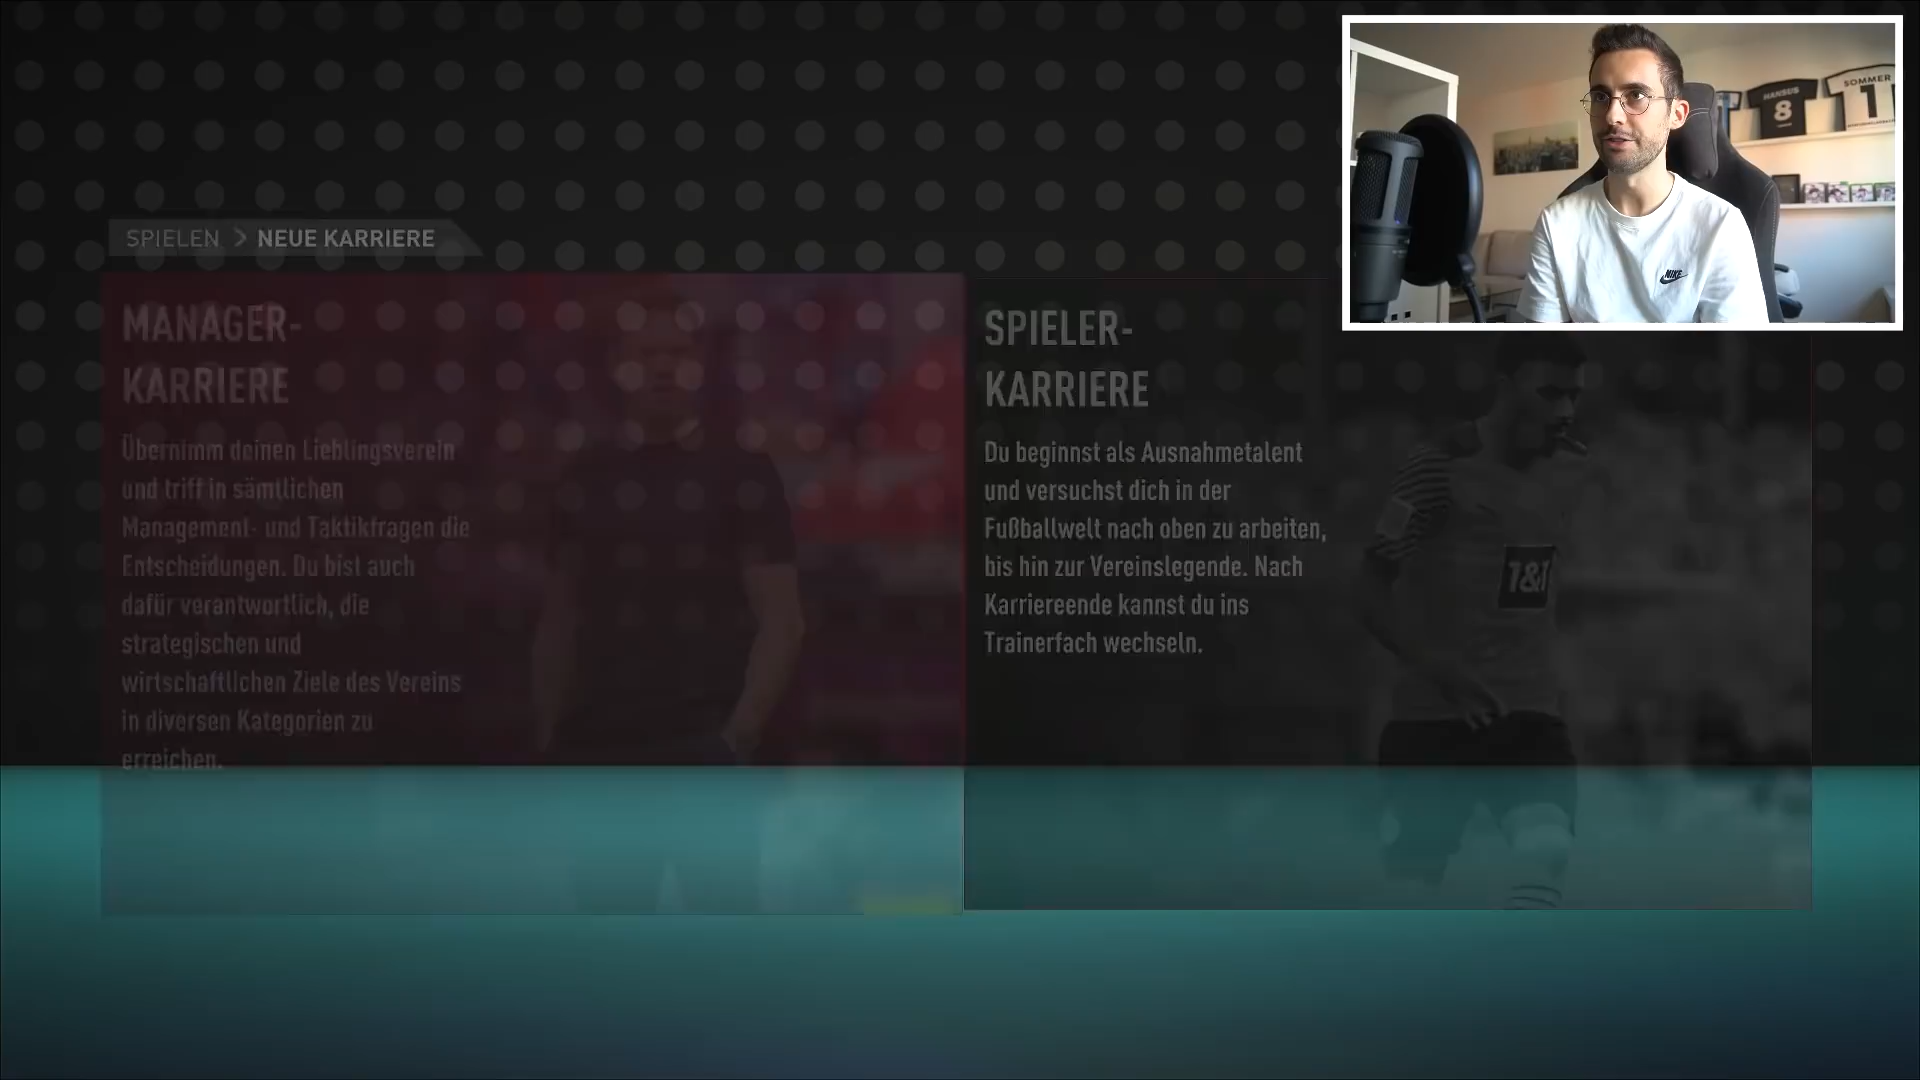 SPIELEN > NEUE KARRIERE
MANAGER-
KARRIERE
Übernimm deinen Lieblingsverein
und triff in sämtlichen
Management- und Taktikfragen die
Entscheidungen. Du bist auch
dafür verantwortlich, die
strategischen und
wirtschaftlichen Ziele des Vereins
in diversen Kategorien zu
erreichen.
SPIELER-
KARRIERE
Du beginnst als Ausnahmetalent
und versuchst dich in der
Fußballwelt nach oben zu arbeiten,
bis hin zur Vereinslegende. Nach
Karriereende kannst du ins
Trainerfach wechseln.
1&1
HANSUS
8
SOMMER
1
NIKE